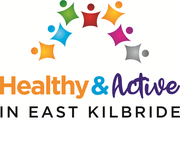 Healthy & Active
IN EAST KILBRIDE